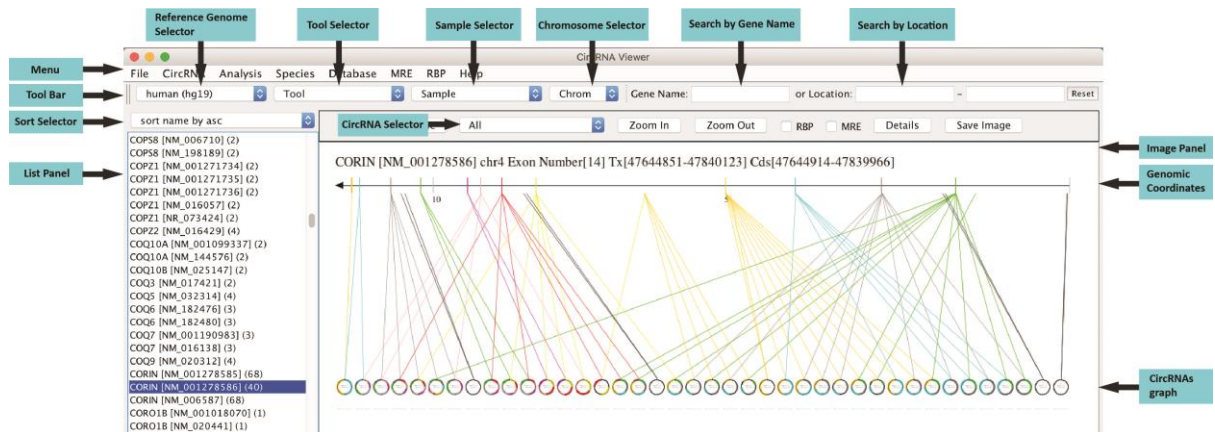 Reference Genome
Selector
Tool Selector
Sample Selector
Chromosome Selector
Search by Gene Name
Search by Location
CircRNA Viewer
Menu
File CircRNA Analysis Species Database MRE RBP Help
Tool Bar
human (hg19) Tool Sample Chrom Gene Name: or Location: - Reset
Sort Selector
sort name by asc
CircRNA Selector
All Zoom In Zoom Out RBP MRE Details Save Image
Image Panel
CORIN [NM_001278586] chr4 Exon Number[14] Tx[47644851-47840123] Cds[47644914-47839966]
Genomic
Coordinates
10 5
List Panel
COPS8 [NM_006710] (2)
COPS8 [NM_198189] (2)
COPZ1 [NM_001271734] (2)
COPZ1 [NM_001271735] (2)
COPZ1 [NM_001271736] (2)
COPZ1 [NM_016057] (2)
COPZ1 [NR_073424] (2)
COPZ2 [NM_016429] (4)
COQ10A [NM_001099337] (2)
COQ10A [NM_144576] (2)
COQ10B [NM_025147] (2)
COQ3 [NM_017421] (2)
COQ5 [NM_032314] (4)
COQ6 [NM_182476] (3)
COQ6 [NM_182480] (3)
COQ7 [NM_001190983] (3)
COQ7 [NM_016138] (3)
COQ9 [NM_020312] (4)
CORIN [NM_001278585] (68)
CORIN [NM_001278586] (40)
CORIN [NM_006587] (68)
CORO1B [NM_001018070] (1)
CORO1B [NM_020441] (1)
CircRNAs
graph